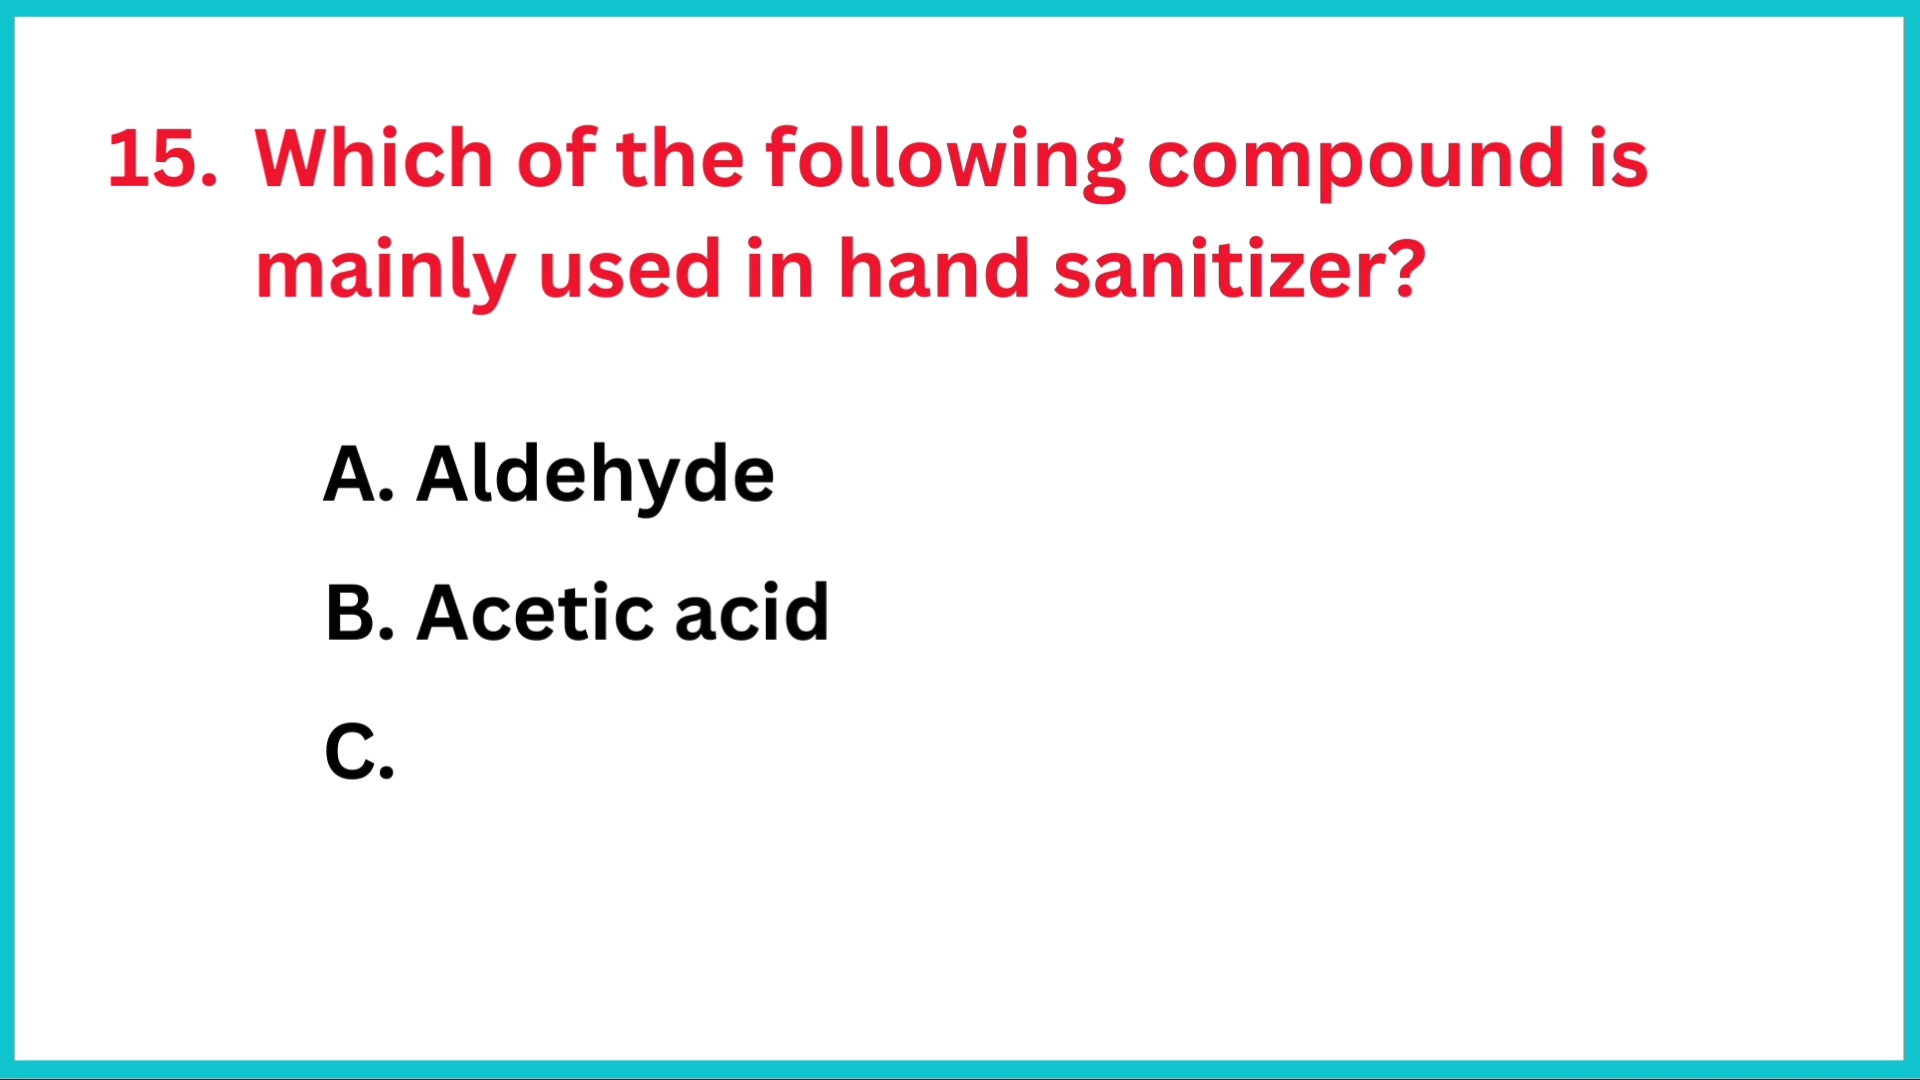 15. Which of the following compound is
mainly used in hand sanitizer?
A. Aldehyde
B. Acetic acid
C.